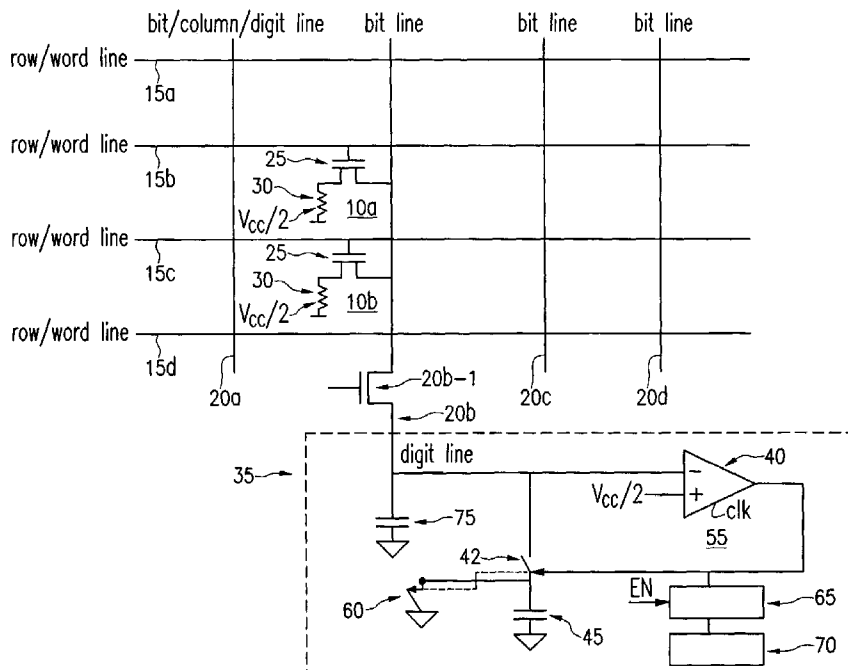 bit/column/digit line
bit line
bit line
bit line
row/word line
15a
row/word line
15b
25
30
10a
Vcc/2
row/word line
15c
25
30
10b
Vcc/2
row/word line
15d
20a
20b-1
20c
20d
20b
35
digit line
40
Vcc/2
-
+
clk
55
75
42
60
45
EN
65
70